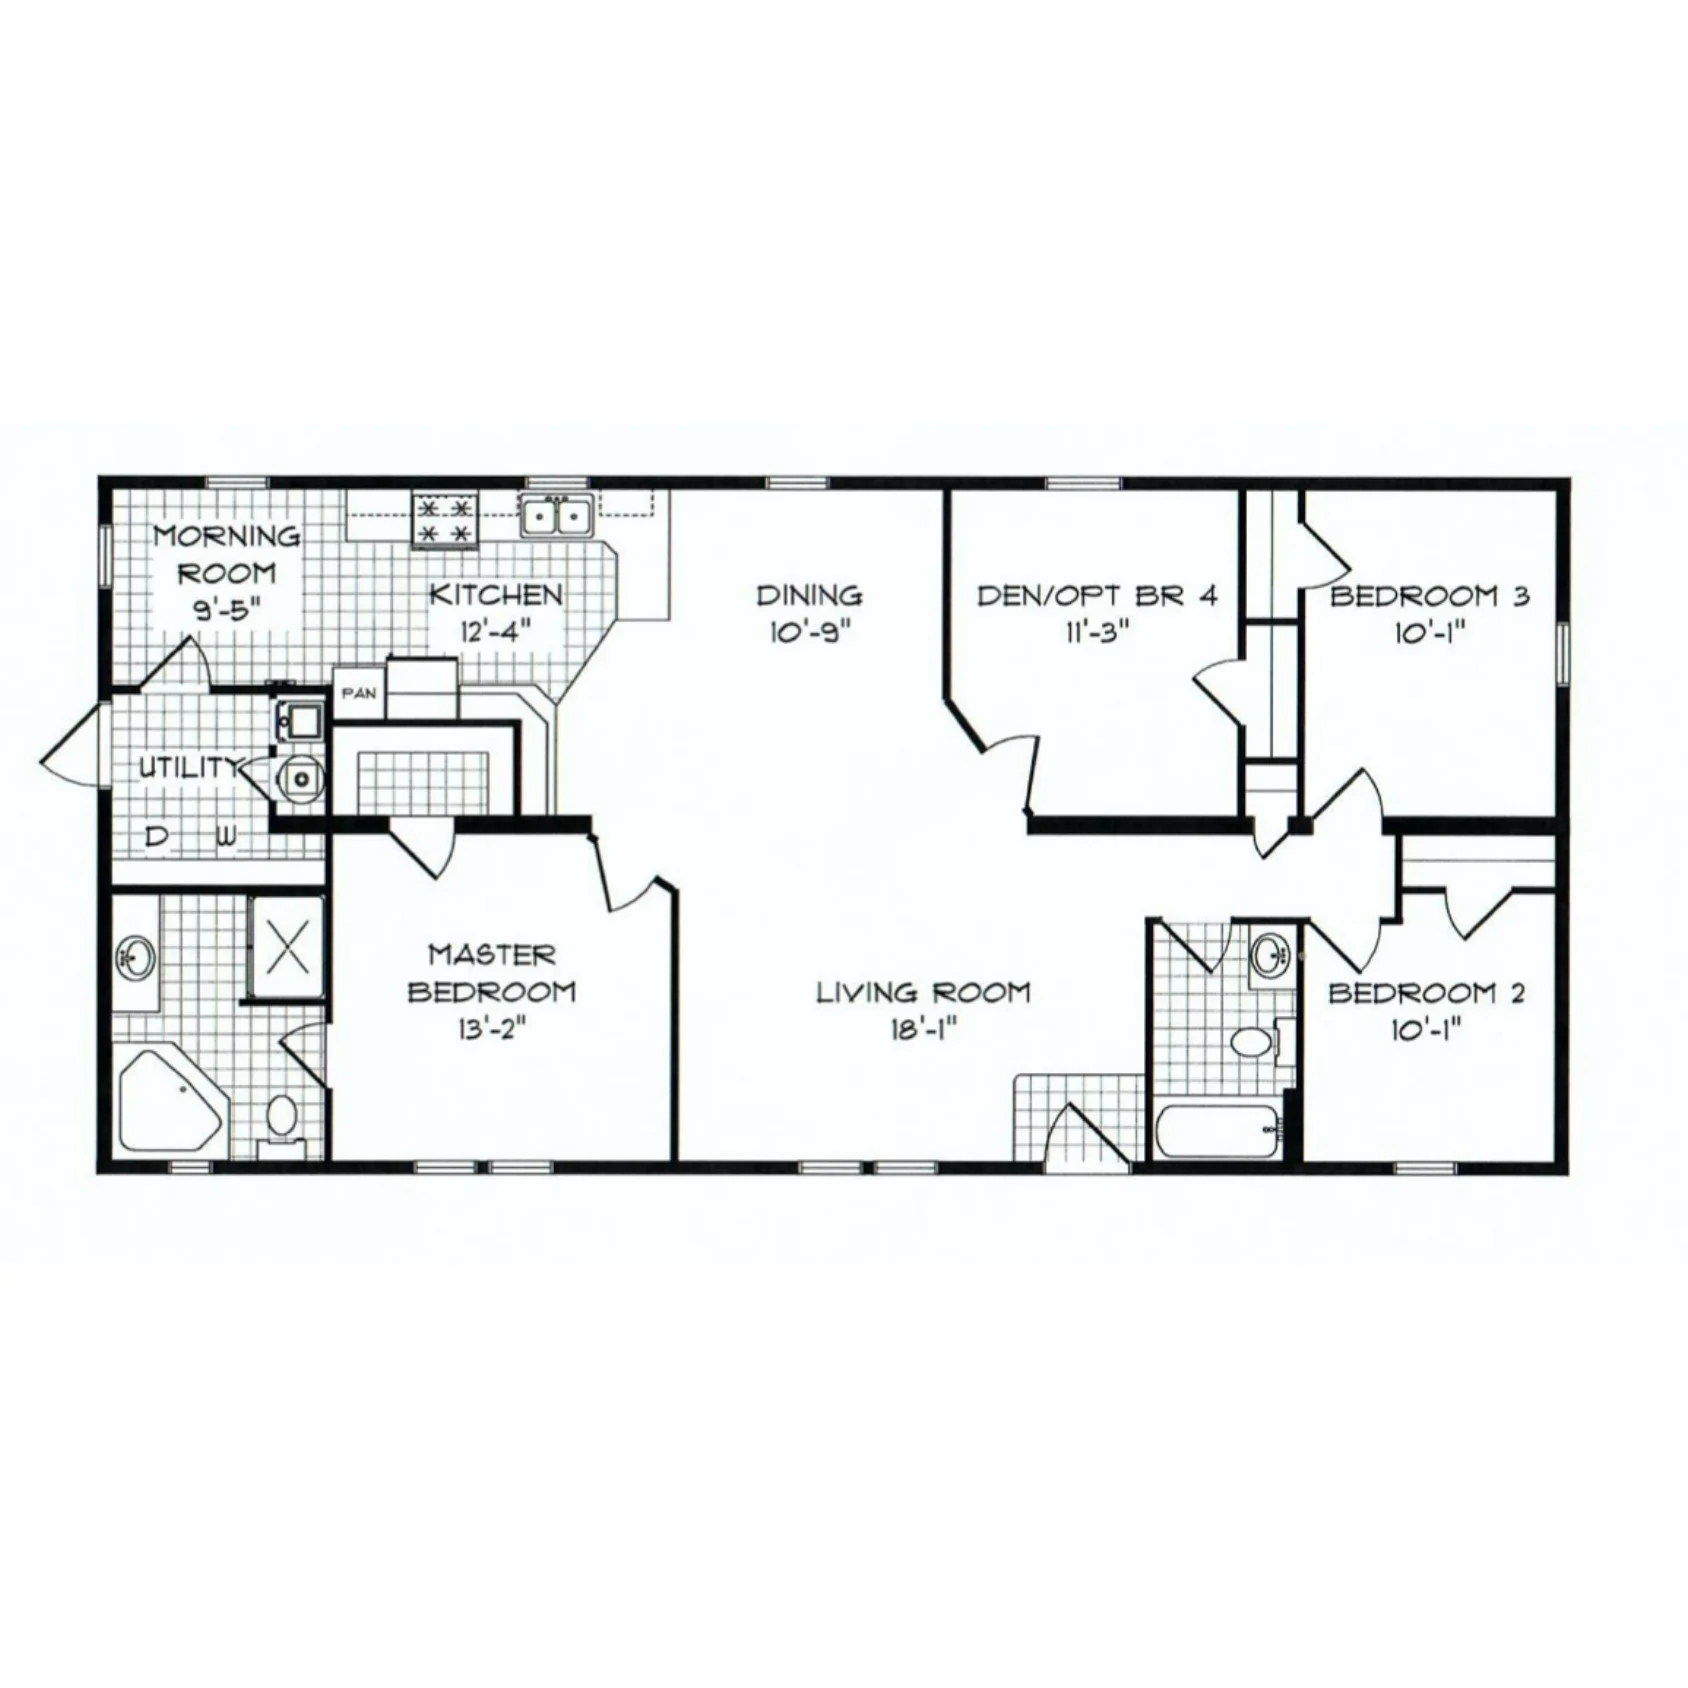 MORNING
ROOM
9'-5"
KITCHEN
12'-4"
DINING
10'-9"
DEN/OPT BR 4
11'-3"
BEDROOM 3
10'-1"
PAN
UTILITY
D W
MASTER
BEDROOM
13'-2"
LIVING ROOM
18'-1"
BEDROOM 2
10'-1"